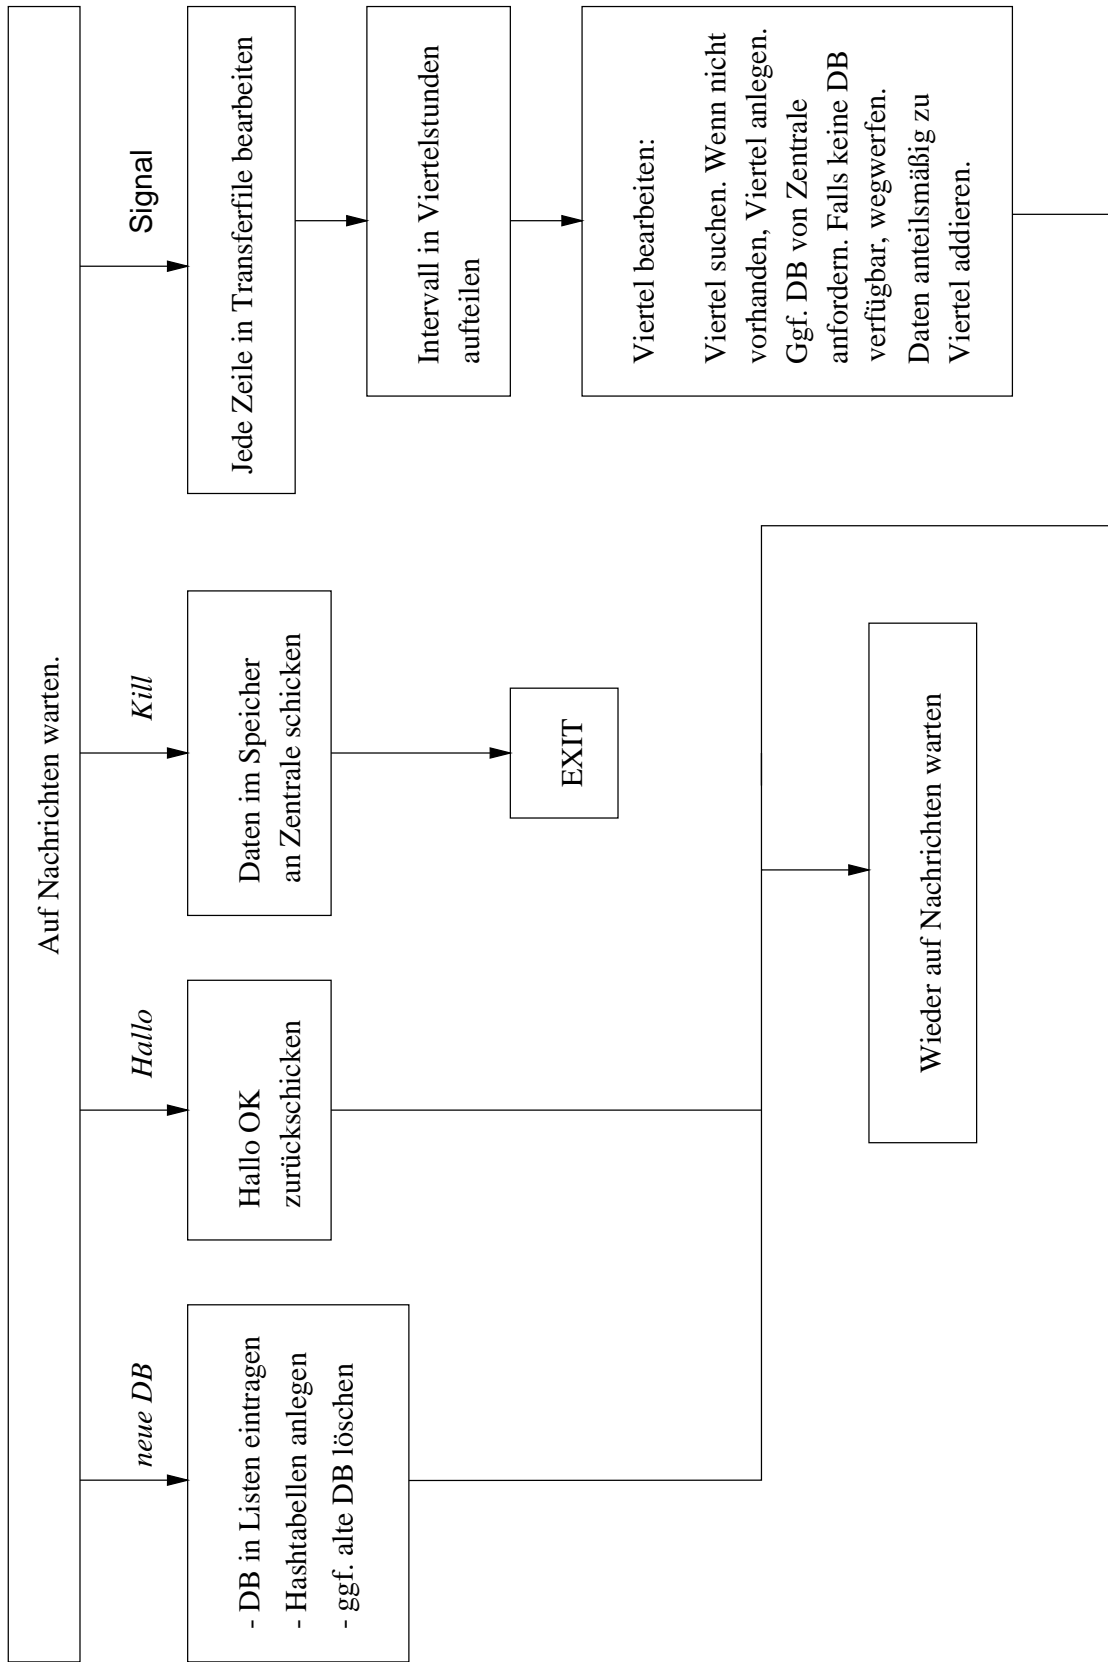 Auf Nachrichten warten.
neue DB
Hallo
Kill
Signal
- DB in Listen eintragen
- Hashtabellen anlegen
- ggf. alte DB löschen
Hallo OK
zurückschicken
Daten im Speicher
an Zentrale schicken
Jede Zeile in Transferfile bearbeiten
Intervall in Viertelstunden
aufteilen
EXIT
Viertel bearbeiten:
Viertel suchen. Wenn nicht
vorhanden, Viertel anlegen.
Ggf. DB von Zentrale
anfordern. Falls keine DB
verfügbar, wegwerfen.
Daten anteilsmäßig zu
Viertel addieren.
Wieder auf Nachrichten warten